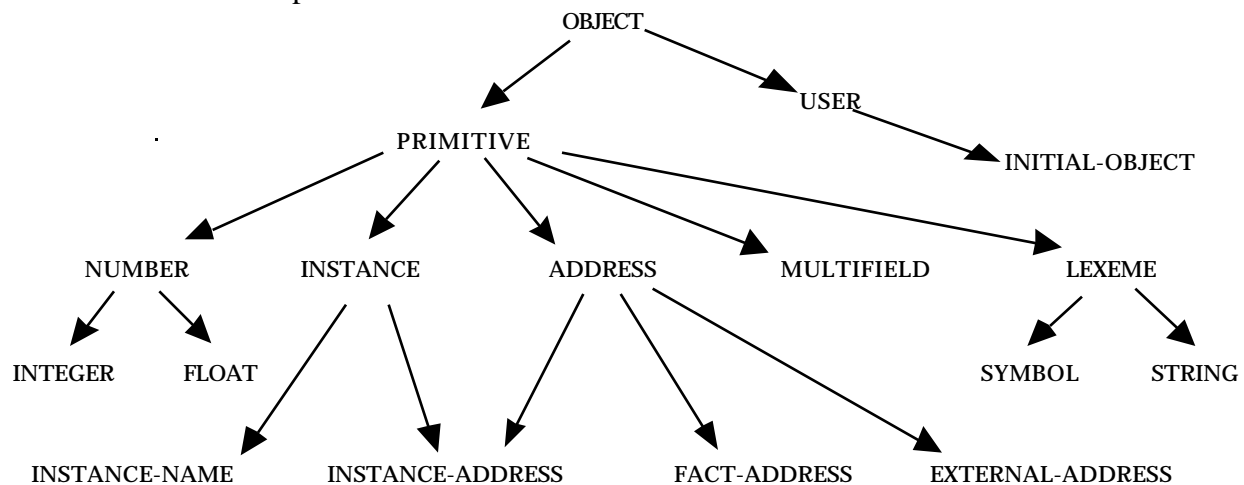 OBJECT
USER
PRIMITIVE
INITIAL-OBJECT
NUMBER INSTANCE ADDRESS MULTIFIELD LEXEME
INTEGER FLOAT SYMBOL STRING
INSTANCE-NAME INSTANCE-ADDRESS FACT-ADDRESS EXTERNAL-ADDRESS